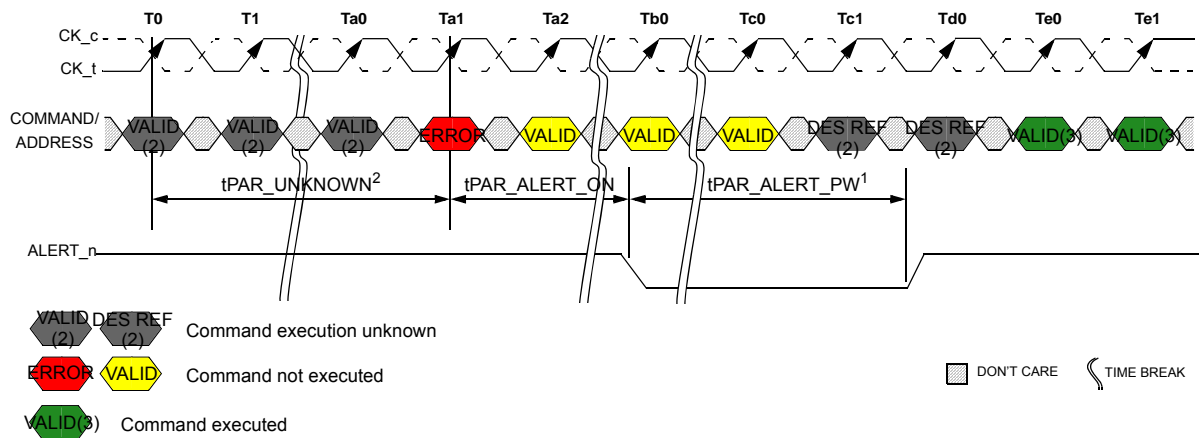 T0 T1 Ta0 Ta1 Ta2 Tb0 Tc0 Tc1 Td0 Te0 Te1
CK_c
CK_t
COMMAND/
ADDRESS
VALID
(2)
VALID
(2)
VALID
(2)
ERROR
VALID
VALID
VALID
DES REF
(2)
DES REF
(2)
VALID(3)
VALID(3)
tPAR_UNKNOWN2 tPAR_ALERT_ON tPAR_ALERT_PW1
ALERT_n
VALID
(2)
DES REF
(2)
Command execution unknown
ERROR VALID Command not executed
DON'T CARE TIME BREAK
VALID(3) Command executed